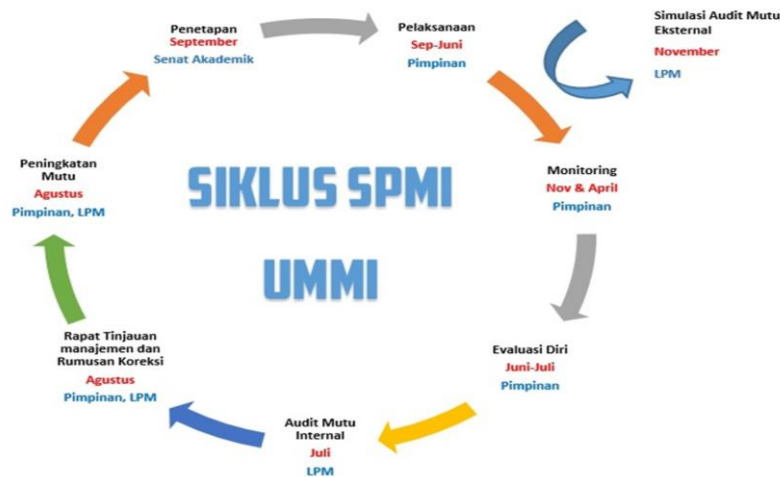 Penetapan
September
Senat Akademik
Pelaksanaan
Sep-Juni
Pimpinan
Simulasi Audit Mutu
Eksternal
November
LPM
Monitoring
Nov & April
Pimpinan
Evaluasi Diri
Juni-Juli
Pimpinan
Audit Mutu
Internal
Juli
LPM
Rapat Tinjauan
manajemen dan
Rumusan Koreksi
Agustus
Pimpinan, LPM
Peningkatan
Mutu
Agustus
Pimpinan, LPM
SIKLUS SPMI
UMMI